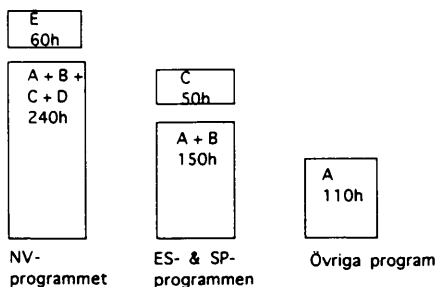 E
60h
A + B +
C + D
240h
NV-
programmet
C
50h
A + B
150h
ES- & SP-
programmen
A
110h
Övriga program